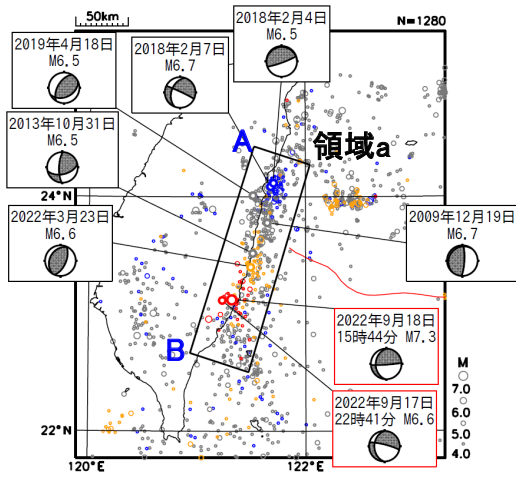 50km
N=1280
2018年2月4日
M6.5
2019年4月18日
M6.5
2018年2月7日
M6.7
2013年10月31日
M6.5
A
領域a
24°N
2022年3月23日
M6.6
2009年12月19日
M6.7
B
2022年9月18日
15時44分 M7.3
2022年9月17日
22時41分 M6.6
M
7.0
6.0
5.0
4.0
22°N
120°E
122°E